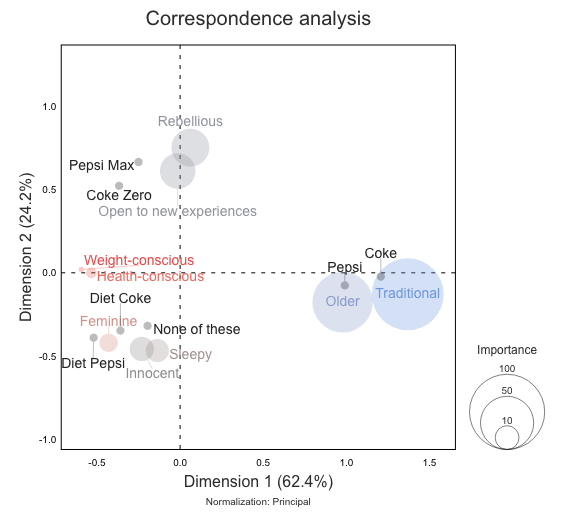 Correspondence analysis
Dimension 2 (24.2%)
1.0
0.5
0.0
-0.5
-1.0
Rebellious
Pepsi Max
Coke Zero
Open to new experiences
Weight-conscious
Health-conscious
Coke
Pepsi
Older
Traditional
Diet Coke
Feminine
None of these
Sleepy
Diet Pepsi
Innocent
Importance
100
50
10
-0.5
0.0
0.5
1.0
1.5
Dimension 1 (62.4%)
Normalization: Principal